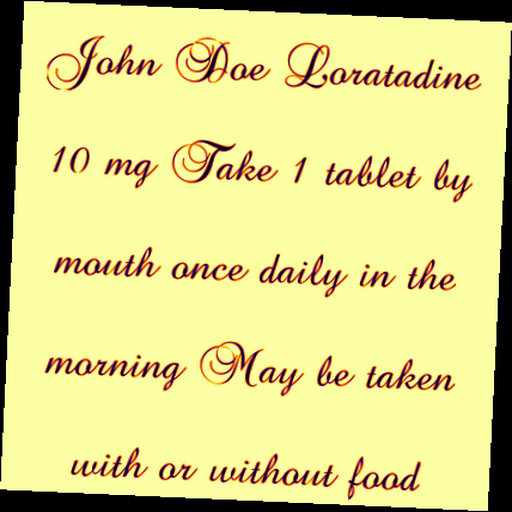 John Doe Loratadine
10 mg Take 1 tablet by
mouth once daily in the
morning May be taken
with or without food